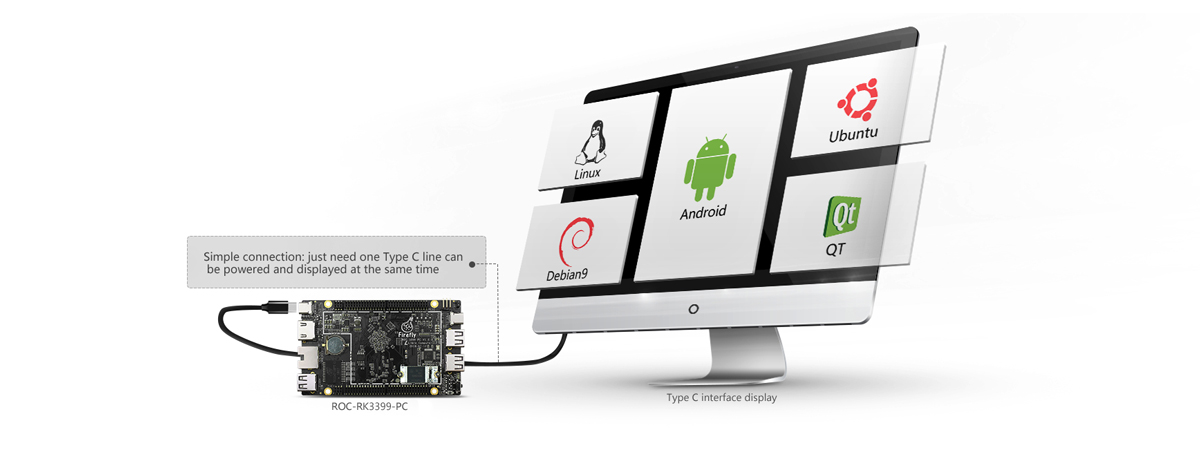 Linux
Android
Ubuntu
Debian9
Qt
QT
Simple connection: just need one Type C line can
be powered and displayed at the same time
Firefly
ROC-RK3399-PC
Type C interface display